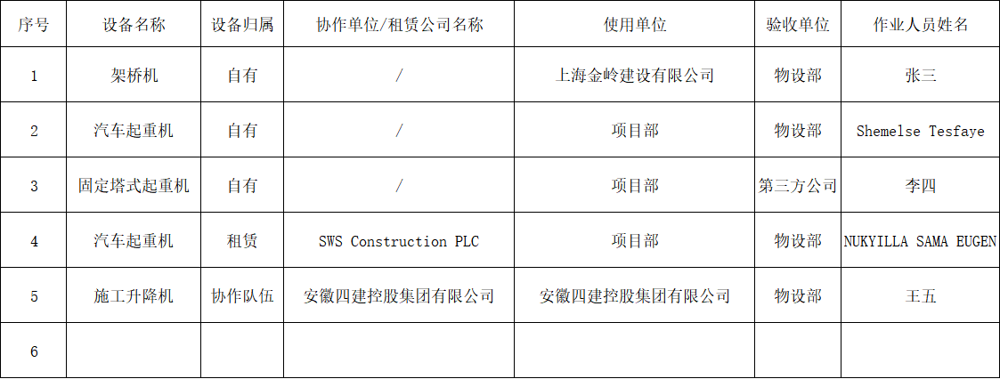 序号 设备名称 设备归属 协作单位/租赁公司名称 使用单位 验收单位 作业人员姓名
1 架桥机 自有 / 上海金岭建设有限公司 物设部 张三
2 汽车起重机 自有 / 项目部 物设部 Shemelse Tesfaye
3 固定塔式起重机 自有 / 项目部 第三方公司 李四
4 汽车起重机 租赁 SWS Construction PLC 项目部 物设部 NUKYILLA SAMA EUGEN
5 施工升降机 协作队伍 安徽四建控股集团有限公司 安徽四建控股集团有限公司 物设部 王五
6